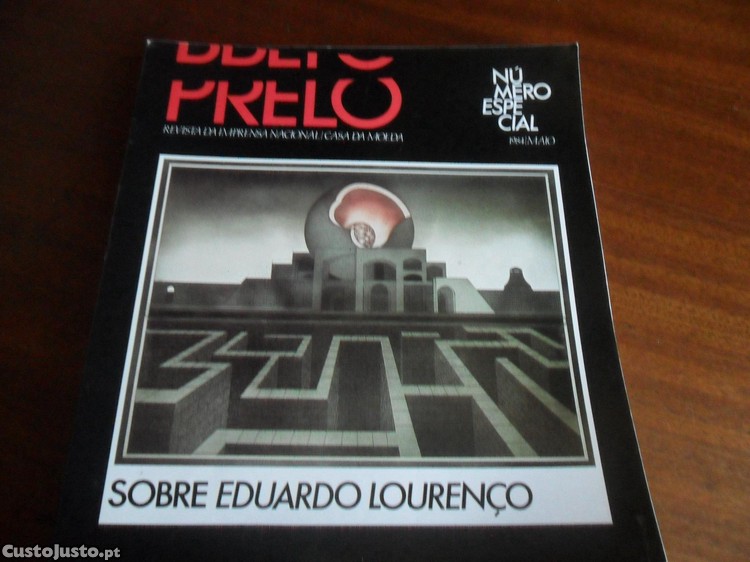 PRELO
REVISTA DA IMPRENSA NACIONAL / CASA DA MOEDA
NÚ
MERO
ESPE
CIAL
1984/MAIO
SOBRE EDUARDO LOURENÇO
CustoJusto.pt